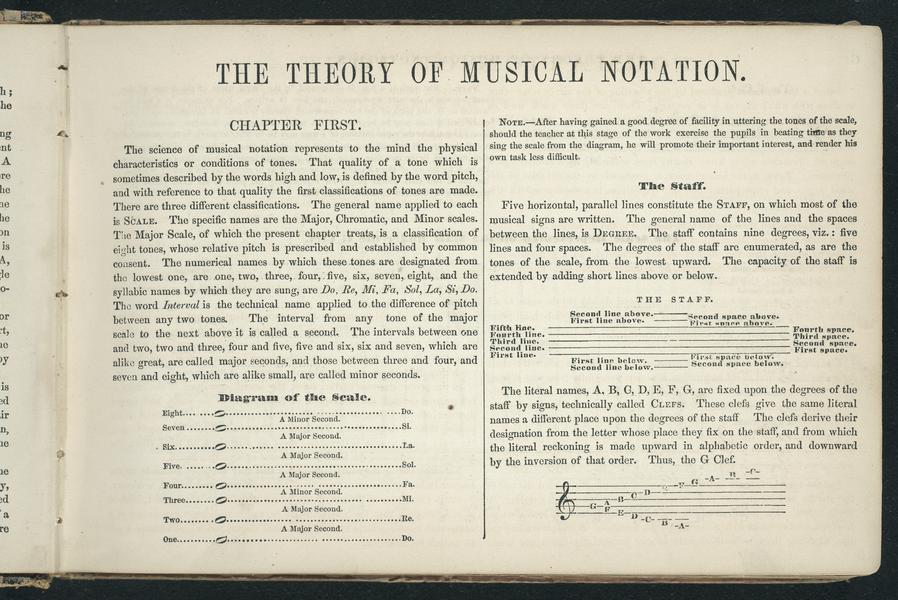 h ;
he
ng
nt
A
re
he
ne
he
is
A,
gle
o-
or
rt,
ne
by
is
ed
ir
n,
ne
ne
y,
ed
a
re
THE THEORY OF MUSICAL NOTATION.
CHAPTER FIRST.
The science of musical notation represents to the mind the physical
characteristics or conditions of tones. That quality of a tone which is
sometimes described by the words high and low, is defined by the word pitch,
and with reference to that quality the first classifications of tones are made.
There are three different classifications. The general name applied to each
is SCALE. The specific names are the Major, Chromatic, and Minor scales.
The Major Scale, of which the present chapter treats, is a classification of
eight tones, whose relative pitch is prescribed and established by common
consent. The numerical names by which these tones are designated from
the lowest one, are one, two, three, four, five, six, seven, eight, and the
syllabic names by which they are sung, are Do, Re, Mi, Fa, Sol, La, Si, Do.
The word Interval is the technical name applied to the difference of pitch
between any two tones. The interval from any tone of the major
scale to the next above it is called a second. The intervals between one
and two, two and three, four and five, five and six, six and seven, which are
alike great, are called major seconds, and those between three and four, and
seven and eight, which are alike small, are called minor seconds.
Diagram of the Scale.
Eight. Do.
A Minor Second.
Seven Si.
A Major Second.
Six. La.
A Major Second.
Five. Sol.
A Major Second.
Four. Fa.
A Minor Second.
Three. Mi.
A Major Second.
Two. Re.
A Major Second.
One. Do.
NOTE.—After having gained a good degree of facility in uttering the tones of the scale,
should the teacher at this stage of the work exercise the pupils in beating time as they
sing the scale from the diagram, he will promote their important interest, and render his
own task less difficult.
The Staff.
Five horizontal, parallel lines constitute the STAFF, on which most of the
musical signs are written. The general name of the lines and the spaces
between the lines, is DEGREE. The staff contains nine degrees, viz. : five
lines and four spaces. The degrees of the staff are enumerated, as are the
tones of the scale, from the lowest upward. The capacity of the staff is
extended by adding short lines above or below.
THE STAFF.
Second line above. Second space above.
First line above. First space above.
Fifth line. Fourth space.
Fourth line. Third space.
Third line. Second space.
Second line. First space.
First line.
First line below. First space below.
Second line below. Second space below.
The literal names, A, B, C, D, E, F, G, are fixed upon the degrees of the
staff by signs, technically called CLEFS. These clefs give the same literal
names a different place upon the degrees of the staff The clefs derive their
designation from the letter whose place they fix on the staff, and from which
the literal reckoning is made upward in alphabetic order, and downward
by the inversion of that order. Thus, the G Clef.
G A B C D E F G A B C
F E D C B A